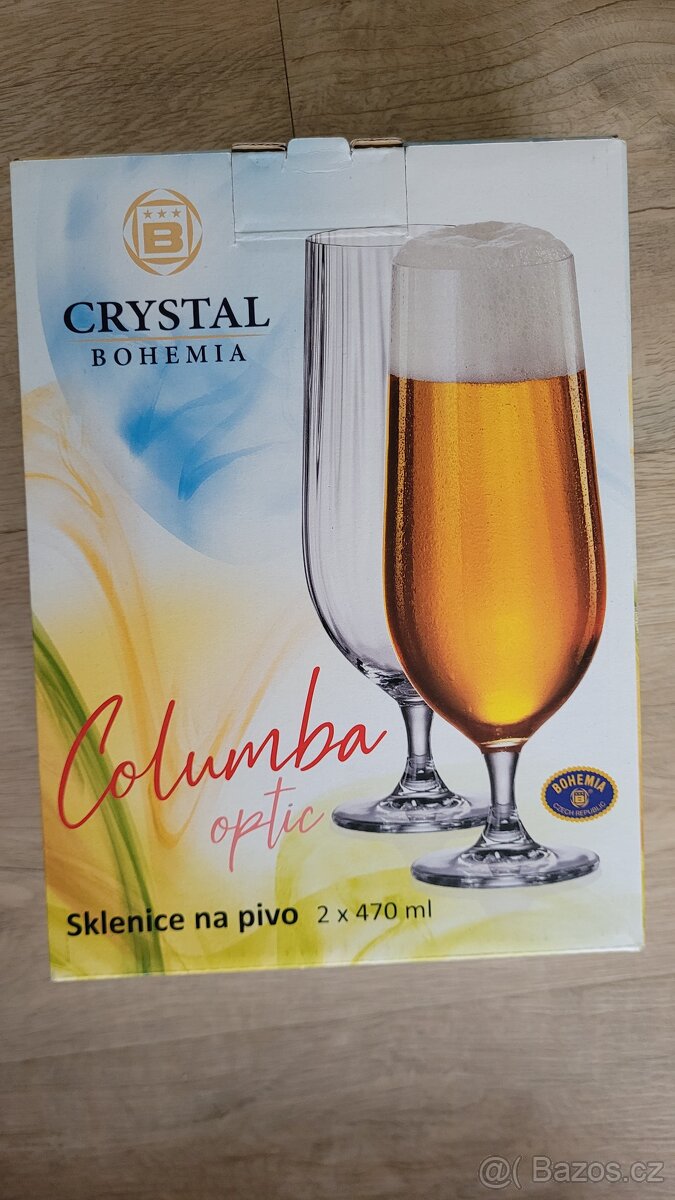 B
CRYSTAL
BOHEMIA
Columba
optic
BOHEMIA
B
CZECH REPUBLIC
Sklenice na pivo 2 x 470 ml
@( Bazos.cz